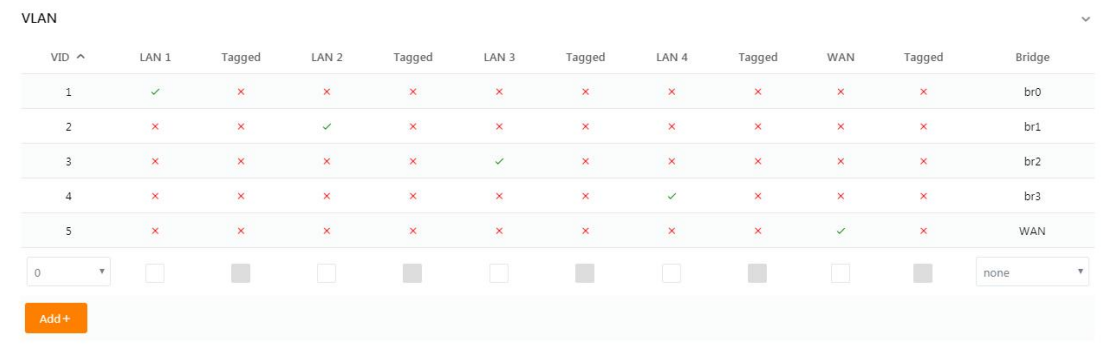 VLAN
VID LAN 1 Tagged LAN 2 Tagged LAN 3 Tagged LAN 4 Tagged WAN Tagged Bridge
1 br0
2 br1
3 br2
4 br3
5 WAN
0 none
Add+